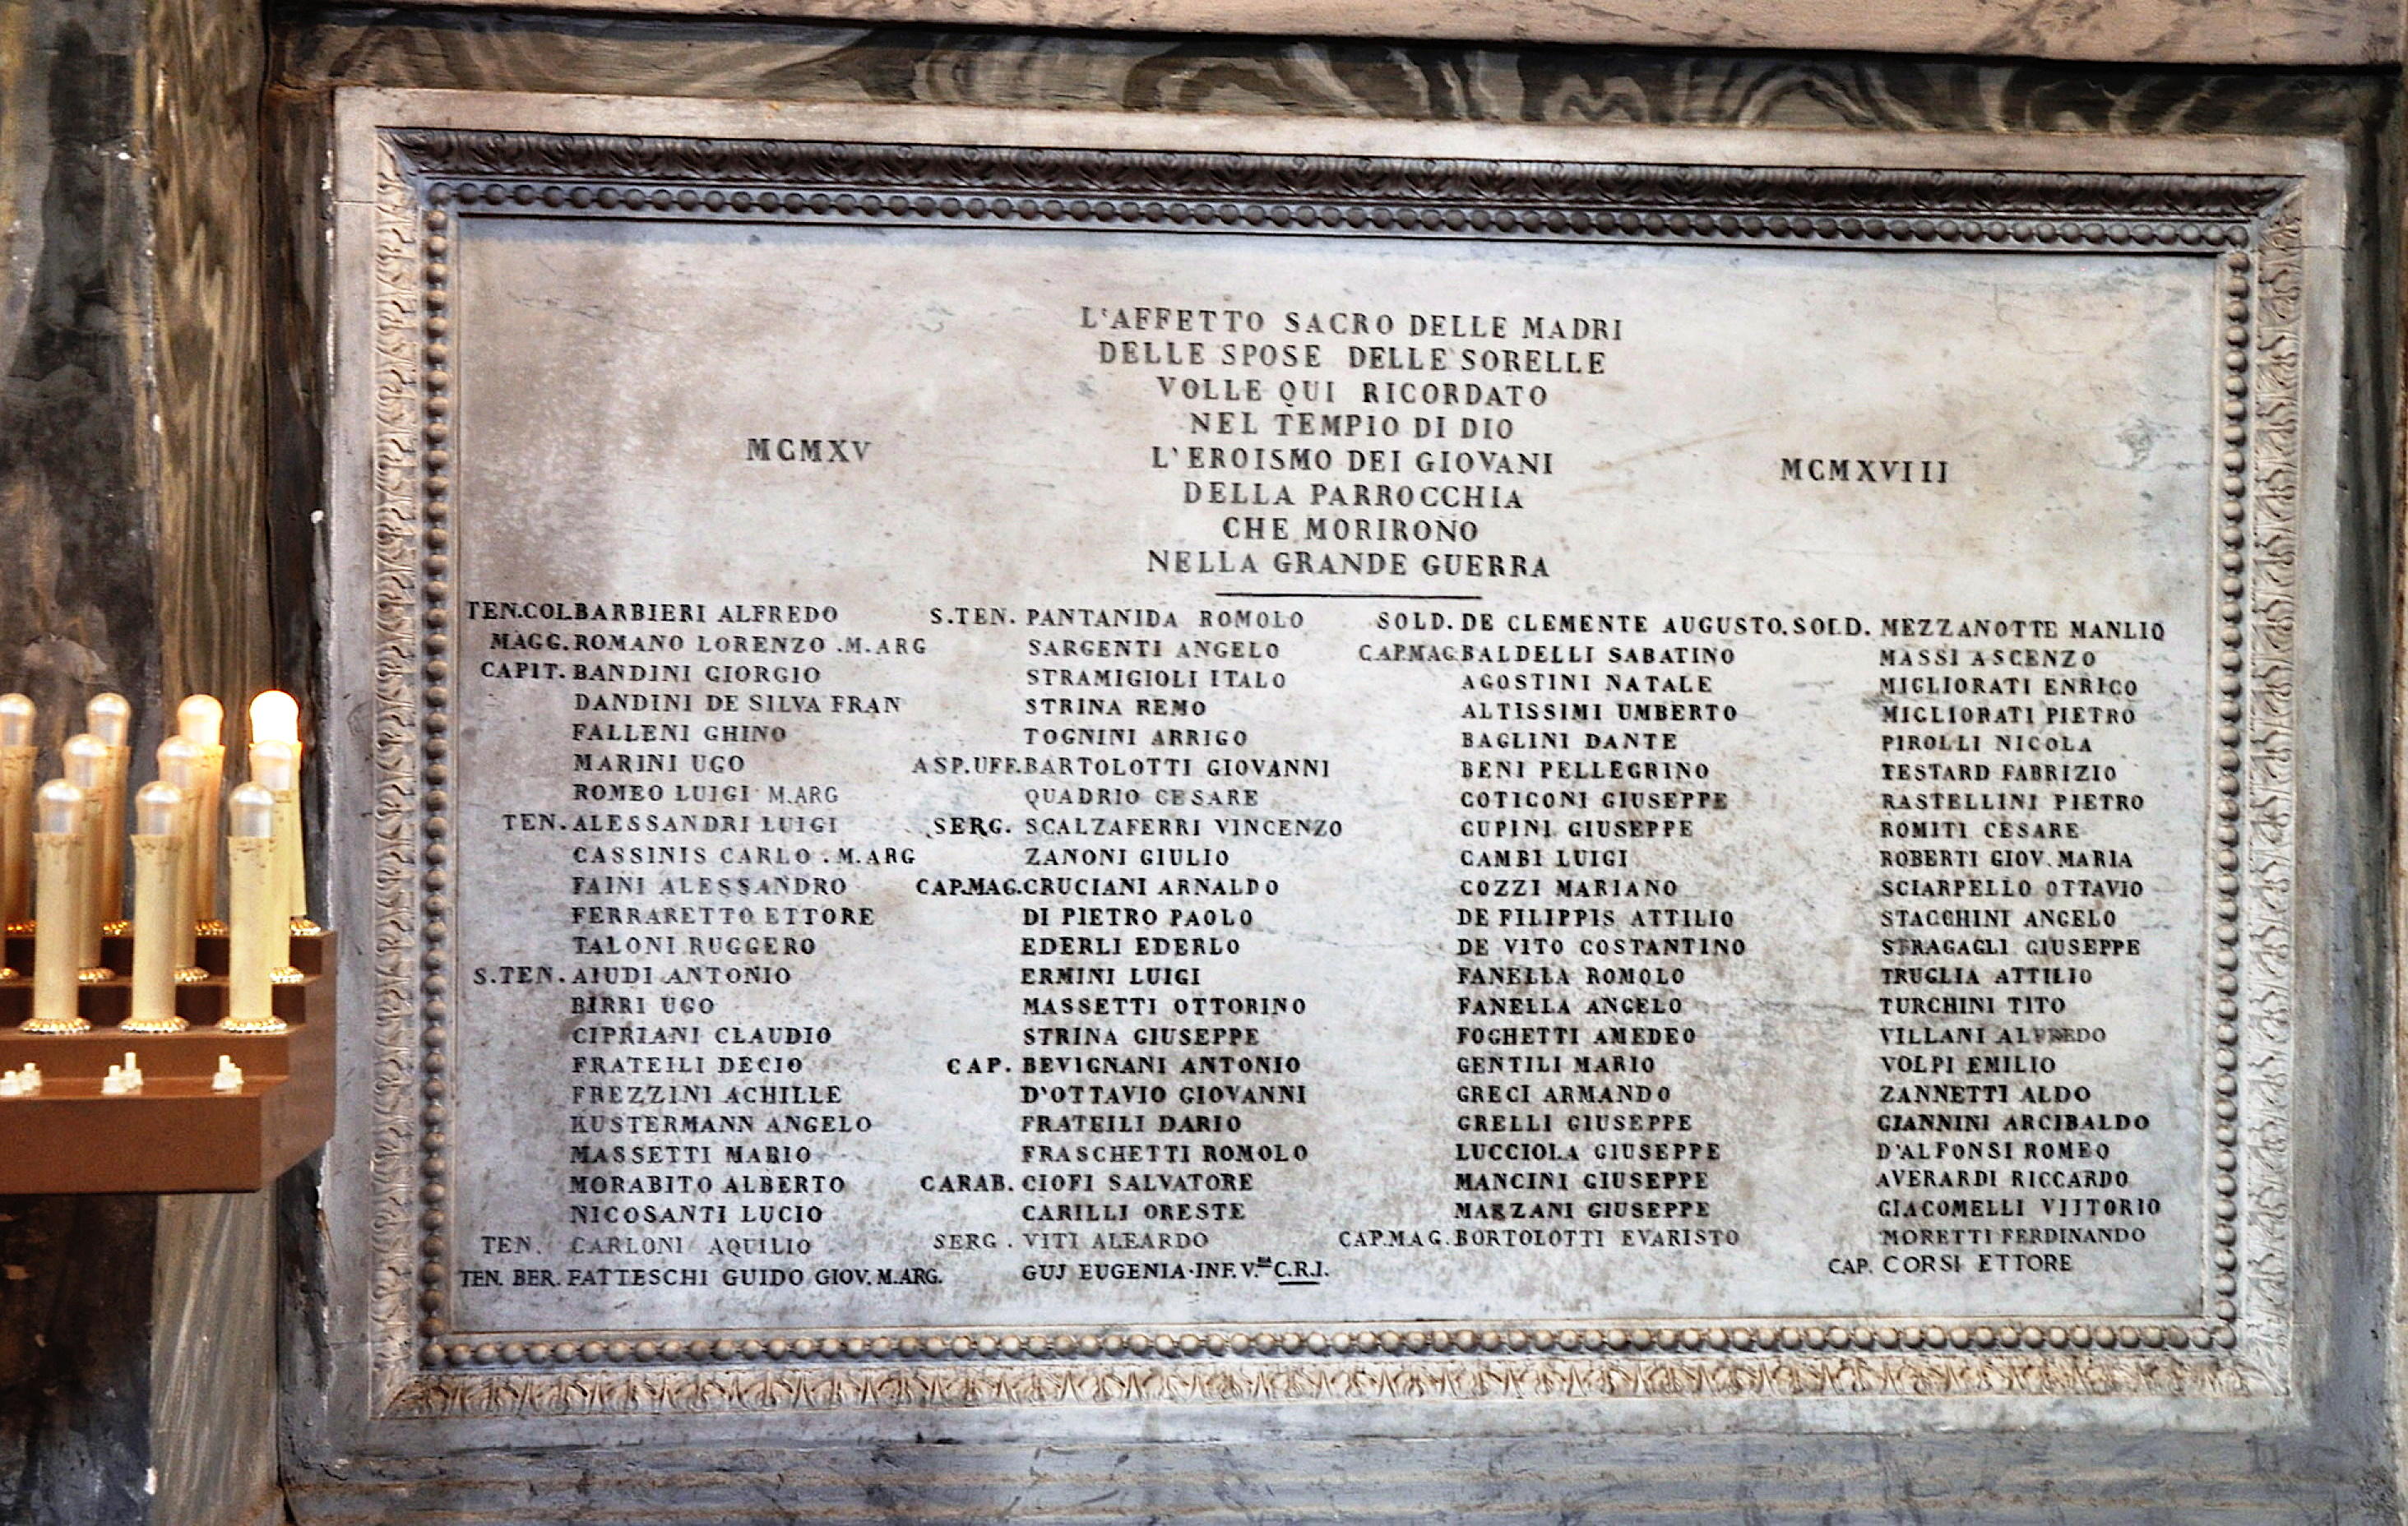 L'AFFETTO SACRO DELLE MADRI
DELLE SPOSE DELLE SORELLE
VOLLE QUI RICORDATO
NEL TEMPIO DI DIO
L'EROISMO DEI GIOVANI
DELLA PARROCCHIA
CHE MORIRONO
NELLA GRANDE GUERRA
MCMXV
MCMXVIII
TEN.COL.BARBIERI ALFREDO
MAGG.ROMANO LORENZO .M.ARG
CAPIT.BANDINI GIORGIO
DANDINI DE SILVA FRAN
FALLENI GHINO
MARINI UGO
ROMEO LUIGI M.ARG
TEN.ALESSANDRI LUIGI
CASSINIS CARLO .M.ARG
FAINI ALESSANDRO
FERRARETTO ETTORE
TALONI RUGGERO
S.TEN.AIUDI ANTONIO
BIRRI UGO
CIPRIANI CLAUDIO
FRATEILI DECIO
FREZZINI ACHILLE
KUSTERMANN ANGELO
MASSETTI MARIO
MORABITO ALBERTO
NICOSANTI LUCIO
TEN. CARLONI AQUILIO
TEN. BER. FATTESCHI GUIDO GIOV. M.ARG.
S.TEN. PANTANIDA ROMOLO
SARGENTI ANGELO
STRAMIGIOLI ITALO
STRINA REMO
TOGNINI ARRIGO
ASP.UFF.BARTOLOTTI GIOVANNI
QUADRIO CESARE
SERG. SCALZAFERRI VINCENZO
ZANONI GIULIO
CAP.MAG.CRUCIANI ARNALDO
DI PIETRO PAOLO
EDERLI EDERLO
ERMINI LUIGI
MASSETTI OTTORINO
STRINA GIUSEPPE
CAP. BEVIGNANI ANTONIO
D'OTTAVIO GIOVANNI
FRATEILI DARIO
FRASCHETTI ROMOLO
CARAB. CIOFI SALVATORE
CARILLI ORESTE
SERG. VITI ALEARDO
GUJ EUGENIA·INF.V.RIA C.R.I.
SOLD. DE CLEMENTE AUGUSTO.
CAP.MAG.BALDELLI SABATINO
AGOSTINI NATALE
ALTISSIMI UMBERTO
BAGLINI DANTE
BENI PELLEGRINO
COTICONI GIUSEPPE
CUPINI GIUSEPPE
CAMBI LUIGI
COZZI MARIANO
DE FILIPPIS ATTILIO
DE VITO COSTANTINO
FANELLA ROMOLO
FANELLA ANGELO
FOGHETTI AMEDEO
GENTILI MARIO
GRECI ARMANDO
GRELLI GIUSEPPE
LUCCIOLA GIUSEPPE
MANCINI GIUSEPPE
MARZANI GIUSEPPE
CAP.MAG.BORTOLOTTI EVARISTO
SOLD. MEZZANOTTE MANLIO
MASSI ASCENZO
MIGLIORATI ENRICO
MIGLIORATI PIETRO
PIROLLI NICOLA
TESTARD FABRIZIO
RASTELLINI PIETRO
ROMITI CESARE
ROBERTI GIOV. MARIA
SCIARPELLO OTTAVIO
STACCHINI ANGELO
STRAGAGLI GIUSEPPE
TRUGLIA ATTILIO
TURCHINI TITO
VILLANI ALFREDO
VOLPI EMILIO
ZANNETTI ALDO
GIANNINI ARCIBALDO
D'ALFONSI ROMEO
AVERARDI RICCARDO
GIACOMELLI VITTORIO
MORETTI FERDINANDO
CAP. CORSI ETTORE